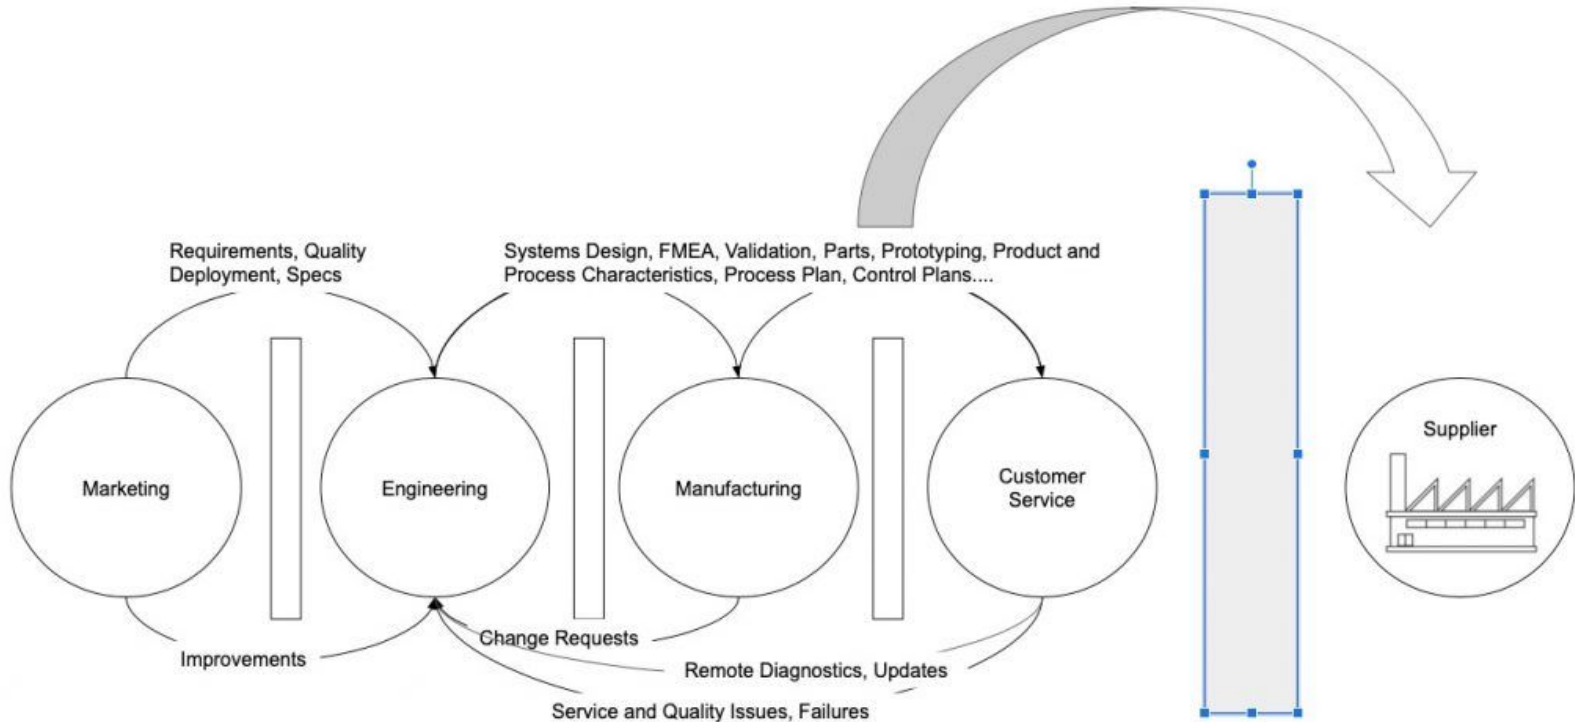 Requirements, Quality
Deployment, Specs
Systems Design, FMEA, Validation, Parts, Prototyping, Product and
Process Characteristics, Process Plan, Control Plans....
Marketing
Engineering
Manufacturing
Customer
Service
Supplier
Change Requests
Improvements
Remote Diagnostics, Updates
Service and Quality Issues, Failures